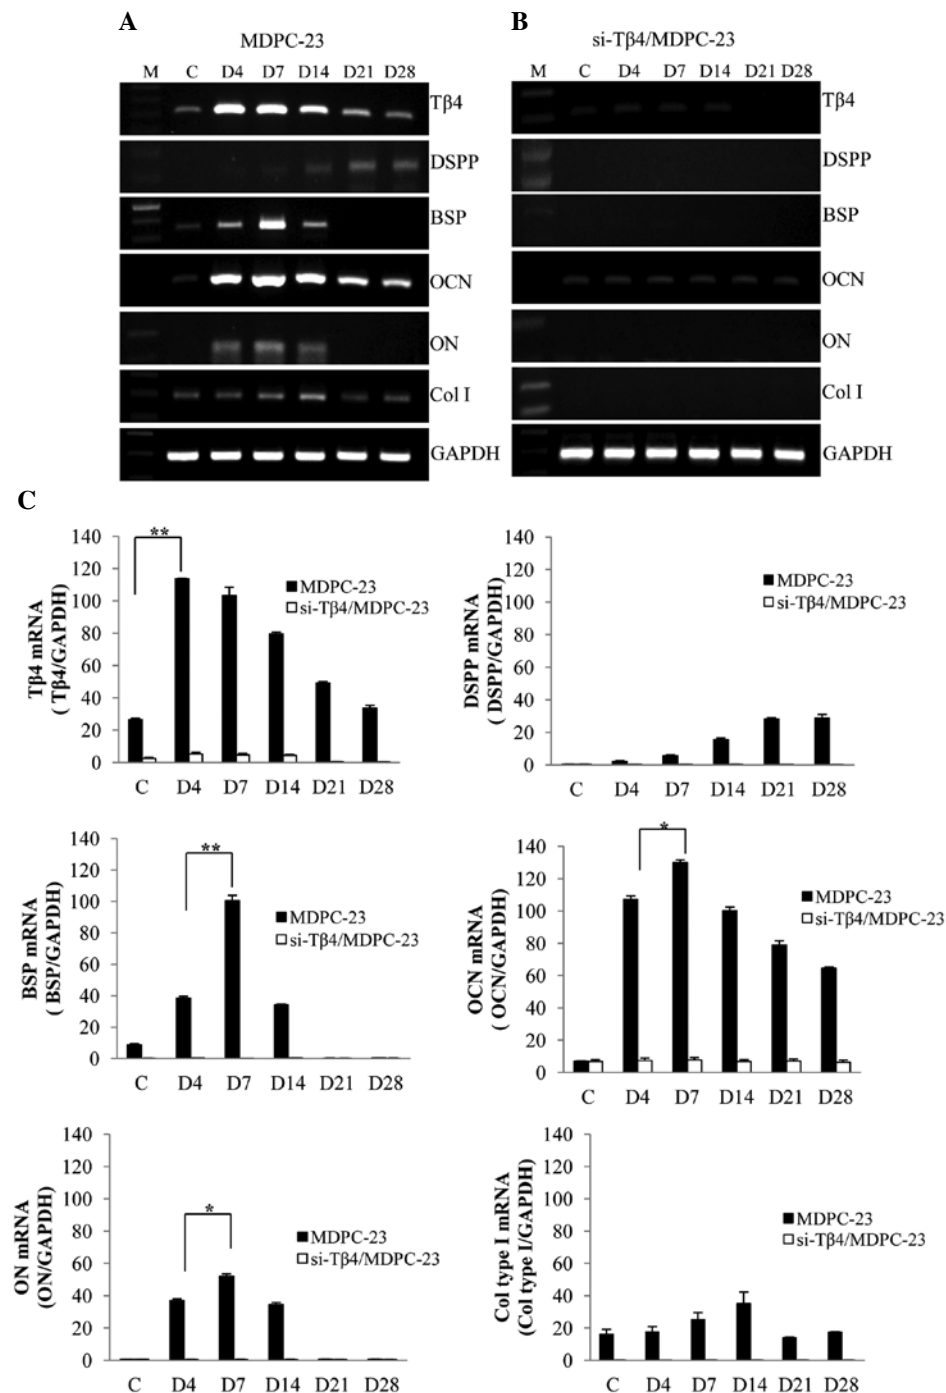 A
B
MDPC-23
si-Tβ4/MDPC-23
M C D4 D7 D14 D21 D28
M C D4 D7 D14 D21 D28
Tβ4
Tβ4
DSPP
DSPP
BSP
BSP
OCN
OCN
ON
ON
Col I
Col I
GAPDH
GAPDH
C
Tβ4 mRNA
( Tβ4/GAPDH)
140
120
100
80
60
40
20
0
**
MDPC-23
si-Tβ4/MDPC-23
C D4 D7 D14 D21 D28
DSPP mRNA
( DSPP/GAPDH)
140
120
100
80
60
40
20
0
MDPC-23
si-Tβ4/MDPC-23
C D4 D7 D14 D21 D28
BSP mRNA
( BSP/GAPDH)
140
120
100
80
60
40
20
0
**
MDPC-23
si-Tβ4/MDPC-23
C D4 D7 D14 D21 D28
OCN mRNA
( OCN/GAPDH)
140
120
100
80
60
40
20
0
*
MDPC-23
si-Tβ4/MDPC-23
C D4 D7 D14 D21 D28
ON mRNA
(ON/GAPDH)
140
120
100
80
60
40
20
0
*
MDPC-23
si-Tβ4/MDPC-23
C D4 D7 D14 D21 D28
Col type I mRNA
(Col type I/GAPDH)
140
120
100
80
60
40
20
0
MDPC-23
si-Tβ4/MDPC-23
C D4 D7 D14 D21 D28